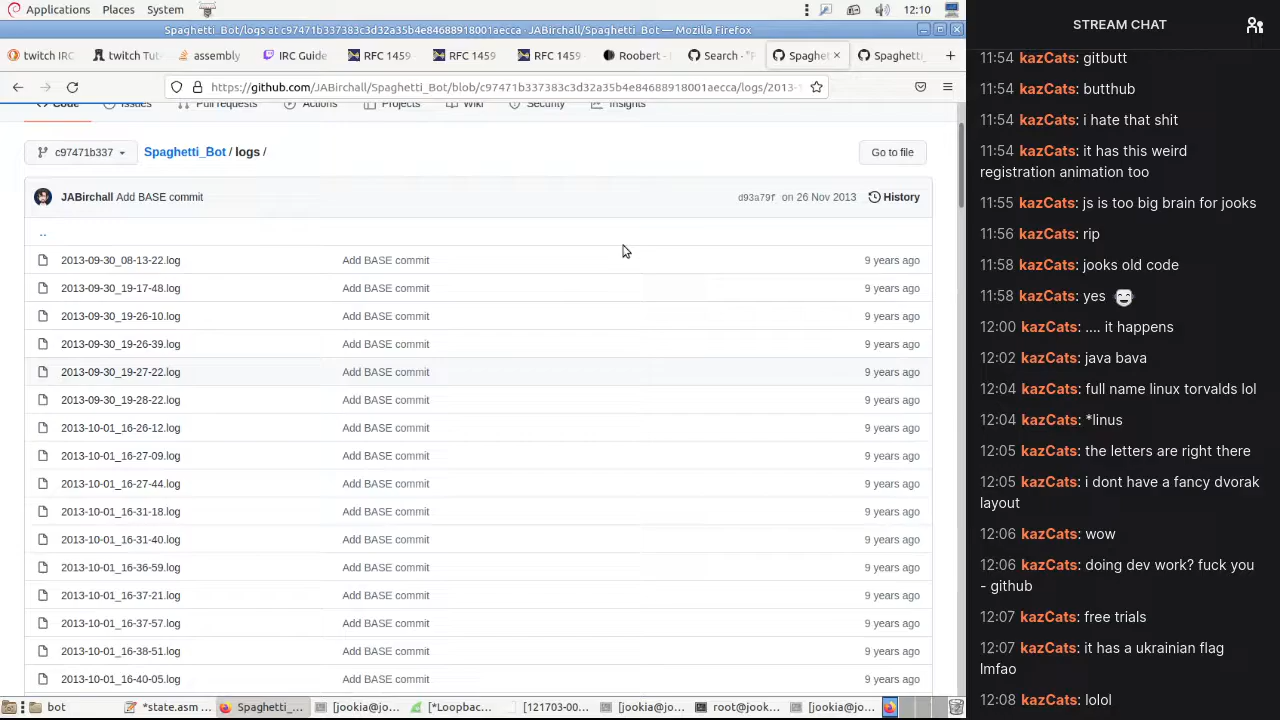 Applications Places System 12:10
Spaghetti_Bot/logs at c97471b337383c3d32a35b4e84688918001aecca · JABirchall/Spaghetti_Bot — Mozilla Firefox
twitch IRC twitch Tut assembly IRC Guide RFC 1459 RFC 1459 RFC 1459 Roobert - Search · "P Spaghet Spaghetti
https://github.com/JABirchall/Spaghetti_Bot/blob/c97471b337383c3d32a35b4e84688918001aecca/logs/2013-1
Code Issues Pull requests Actions Projects Wiki Security Insights
c97471b337 Spaghetti_Bot / logs / Go to file
JABirchall Add BASE commit d93a79f on 26 Nov 2013 History
..
2013-09-30_08-13-22.log Add BASE commit 9 years ago
2013-09-30_19-17-48.log Add BASE commit 9 years ago
2013-09-30_19-26-10.log Add BASE commit 9 years ago
2013-09-30_19-26-39.log Add BASE commit 9 years ago
2013-09-30_19-27-22.log Add BASE commit 9 years ago
2013-09-30_19-28-22.log Add BASE commit 9 years ago
2013-10-01_16-26-12.log Add BASE commit 9 years ago
2013-10-01_16-27-09.log Add BASE commit 9 years ago
2013-10-01_16-27-44.log Add BASE commit 9 years ago
2013-10-01_16-31-18.log Add BASE commit 9 years ago
2013-10-01_16-31-40.log Add BASE commit 9 years ago
2013-10-01_16-36-59.log Add BASE commit 9 years ago
2013-10-01_16-37-21.log Add BASE commit 9 years ago
2013-10-01_16-37-57.log Add BASE commit 9 years ago
2013-10-01_16-38-51.log Add BASE commit 9 years ago
2013-10-01_16-40-05.log Add BASE commit 9 years ago
bot *state.asm ... Spaghetti_... [bot@jo... [*Loopbac... [121703-00... [jookia@jo... root@jook... [jookia@jo...
STREAM CHAT
11:54 kazCats: gitbutt
11:54 kazCats: butthub
11:54 kazCats: i hate that shit
11:54 kazCats: it has this weird
registration animation too
11:55 kazCats: js is too big brain for jooks
11:56 kazCats: rip
11:58 kazCats: jooks old code
11:58 kazCats: yes
12:00 kazCats: .... it happens
12:02 kazCats: java bava
12:04 kazCats: full name linux torvalds lol
12:04 kazCats: *linus
12:05 kazCats: the letters are right there
12:05 kazCats: i dont have a fancy dvorak
layout
12:06 kazCats: wow
12:06 kazCats: doing dev work? fuck you
- github
12:07 kazCats: free trials
12:07 kazCats: it has a ukrainian flag
lmfao
12:08 kazCats: lolol